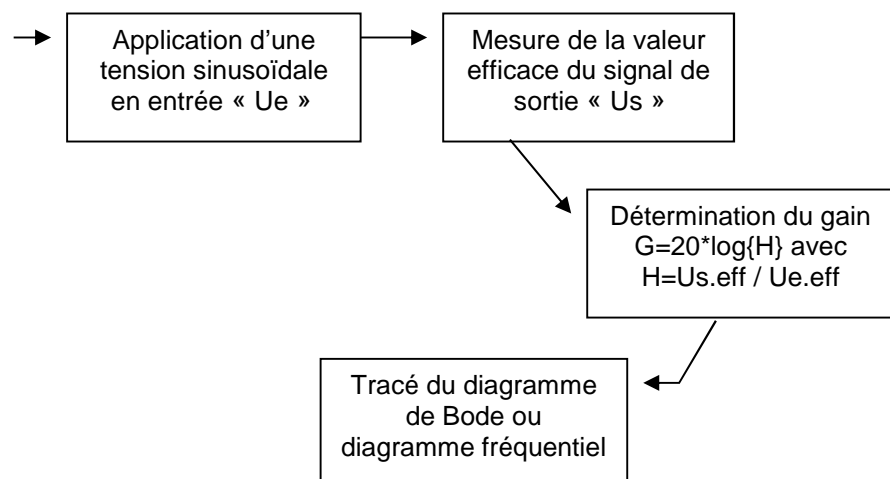 Application d’une
tension sinusoïdale
en entrée « Ue »
Mesure de la valeur
efficace du signal de
sortie « Us »
Détermination du gain
G=20*log{H} avec
H=Us.eff / Ue.eff
Tracé du diagramme
de Bode ou
diagramme fréquentiel